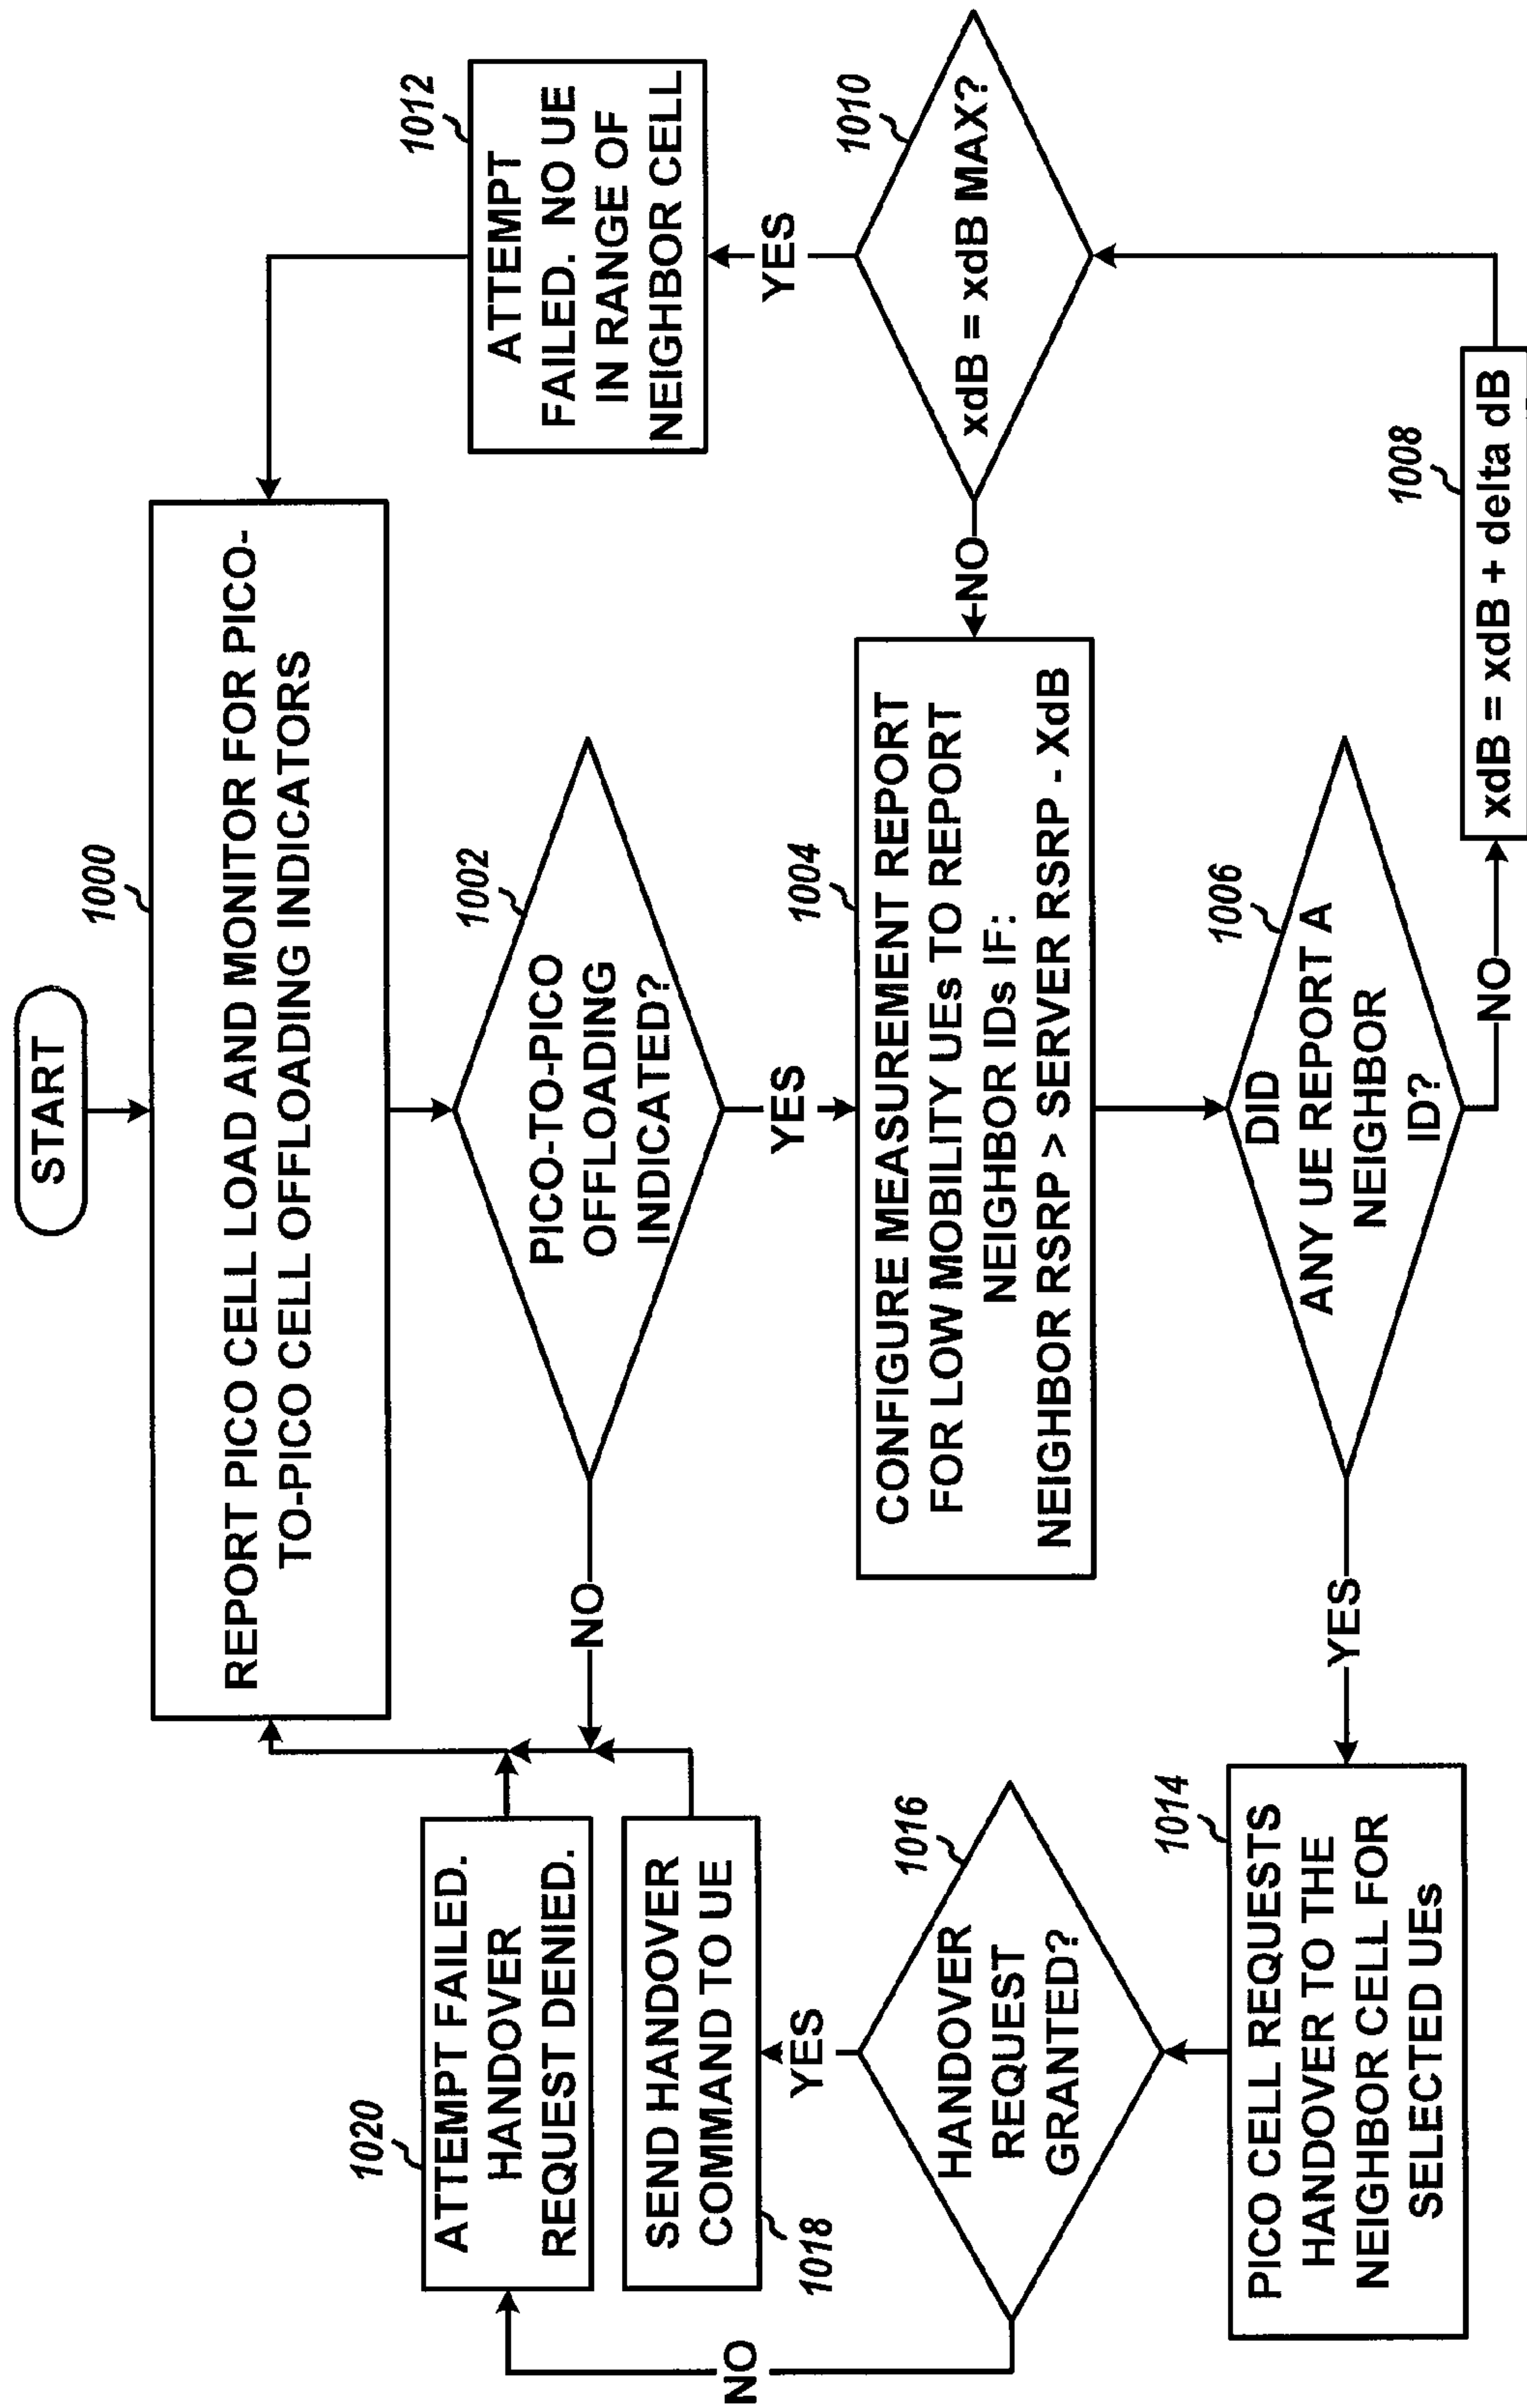 START
1000
REPORT PICO CELL LOAD AND MONITOR FOR PICO-
TO-PICO CELL OFFLOADING INDICATORS
1002
PICO-TO-PICO
OFFLOADING
INDICATED?
NO
YES
1004
CONFIGURE MEASUREMENT REPORT
FOR LOW MOBILITY UEs TO REPORT
NEIGHBOR IDs IF:
NEIGHBOR RSRP > SERVER RSRP - XdB
1006
DID
ANY UE REPORT A
NEIGHBOR
ID?
NO
YES
1008
xdB = xdB + delta dB
1010
xdB = xdB MAX?
NO
YES
1012
ATTEMPT
FAILED. NO UE
IN RANGE OF
NEIGHBOR CELL
1014
PICO CELL REQUESTS
HANDOVER TO THE
NEIGHBOR CELL FOR
SELECTED UEs
1016
HANDOVER
REQUEST
GRANTED?
YES
NO
1018
SEND HANDOVER
COMMAND TO UE
1020
ATTEMPT FAILED.
HANDOVER
REQUEST DENIED.